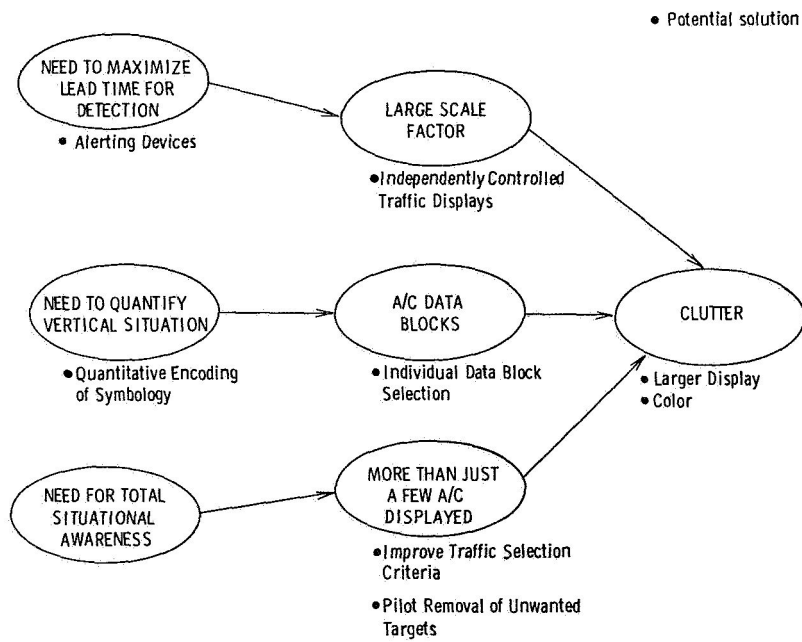 • Potential solution
NEED TO MAXIMIZE
LEAD TIME FOR
DETECTION
• Alerting Devices
LARGE SCALE
FACTOR
•Independently Controlled
Traffic Displays
NEED TO QUANTIFY
VERTICAL SITUATION
•Quantitative Encoding
of Symbology
A/C DATA
BLOCKS
•Individual Data Block
Selection
CLUTTER
• Larger Display
• Color
NEED FOR TOTAL
SITUATIONAL
AWARENESS
MORE THAN JUST
A FEW A/C
DISPLAYED
•Improve Traffic Selection
Criteria
•Pilot Removal of Unwanted
Targets